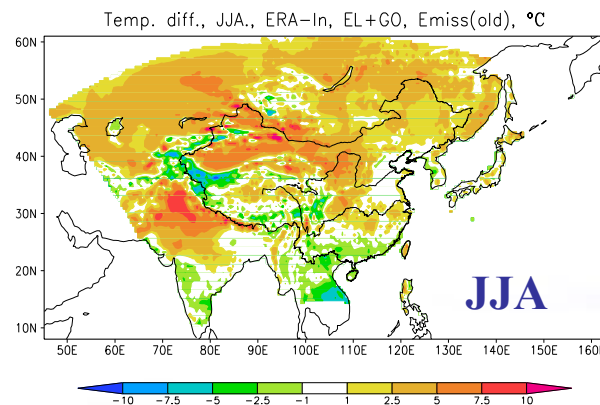 Temp. diff., JJA., ERA-In, EL+GO, Emiss(old), °C
60N
50N
40N
30N
20N
10N
JJA
50E 60E 70E 80E 90E 100E 110E 120E 130E 140E 150E 160E
-10 -7.5 -5 -2.5 -1 1 2.5 5 7.5 10